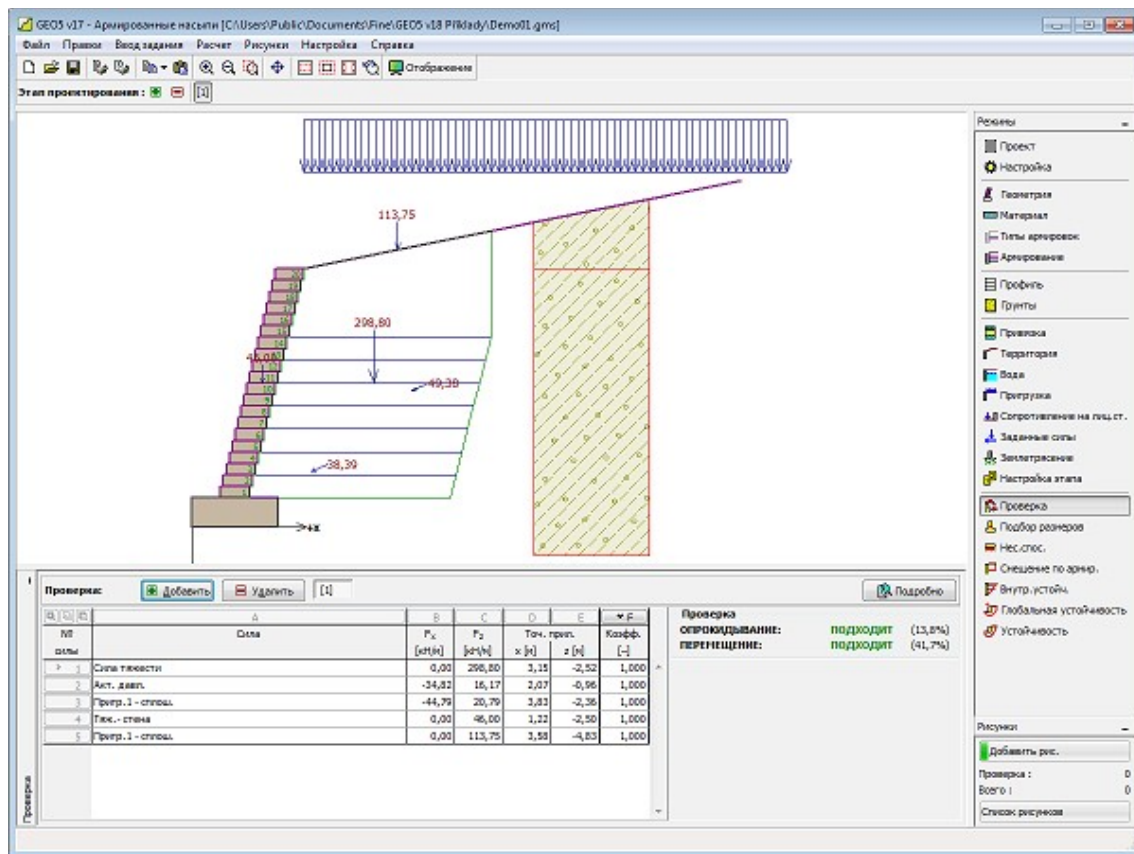 GEO5 v17 - Армированные насыпи [C:\Users\Public\Documents\Fine\GEO5 v18 Příklady\Demo01.gms]
Файл Правки Ввод задания Расчет Рисунки Настройка Справка
Отображение
Этап проектирования : [1]
Режимы
Проект
Настройка
Геометрия
Материал
Типы армировок
Армирование
Профиль
Грунты
Привязка
Территория
Вода
Пригрузка
Сопротивление на лиц.ст.
Заданные силы
Землетрясение
Настройка этапа
Проверка
Подбор размеров
Нес.спос.
Смещение по армир.
Внутр.устойч.
Глобальная устойчивость
Устойчивость
113,75
298,80
49,39
38,39
+x
Проверка: Добавить Удалить [1] Подробно
A B C D E F
№ силы Сила Fx [кН/м] Fz [кН/м] Точ. прил. x [м] z [м] Коэфф. [-]
1 Сила тяжести 0,00 298,80 3,15 -2,52 1,000
2 Акт. давл. -34,82 16,17 2,07 -0,96 1,000
3 Пригр.1 - сплош. -44,79 20,79 3,83 -2,36 1,000
4 Тяж.- стена 0,00 46,00 1,22 -2,50 1,000
5 Пригр.1 - сплош. 0,00 113,75 3,58 -4,83 1,000
Проверка
ОПРОКИДЫВАНИЕ: ПОДХОДИТ (13,8%)
ПЕРЕМЕЩЕНИЕ: ПОДХОДИТ (41,7%)
Проверка
Рисунки
Добавить рис.
Проверка : 0
Всего : 0
Список рисунков